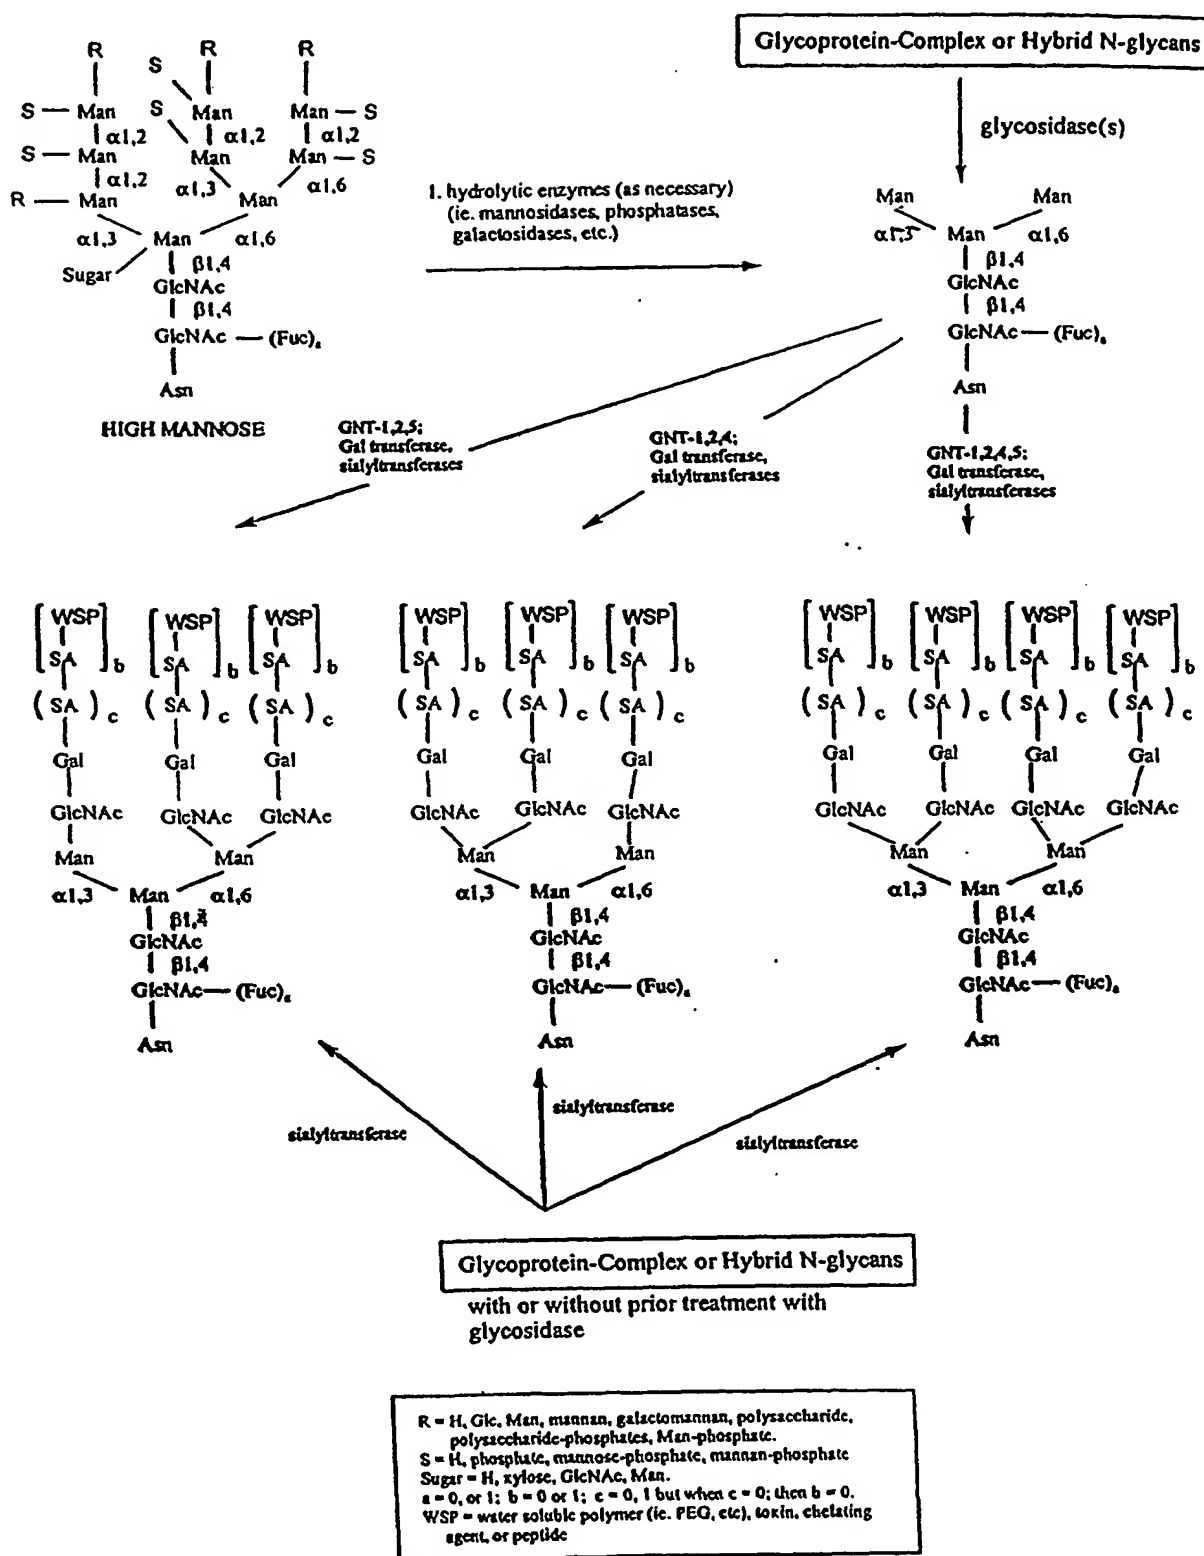 Glycoprotein-Complex or Hybrid N-glycans
glycosidase(s)
R R R
S S
S — Man Man Man — S
α1,2 α1,2 α1,2
S — Man Man Man — S
α1,2 α1,3 α1,6
R — Man Man
α1,3 Man α1,6
Sugar
β1,4
GlcNAc
β1,4
GlcNAc — (Fuc)a
Asn
HIGH MANNOSE
1. hydrolytic enzymes (as necessary)
(ie. mannosidases, phosphatases,
galactosidases, etc.)
Man Man
α1,3 Man α1,6
β1,4
GlcNAc
β1,4
GlcNAc — (Fuc)a
Asn
GNT-1,2,5;
Gal transferase,
sialyltransferases
GNT-1,2,4;
Gal transferase,
sialyltransferases
GNT-1,2,4,5;
Gal transferase,
sialyltransferases
[WSP [WSP [WSP
SA]b SA]b SA]b
(SA)c (SA)c (SA)c
Gal Gal Gal
GlcNAc GlcNAc GlcNAc
Man Man
α1,3 Man α1,6
β1,4
GlcNAc
β1,4
GlcNAc — (Fuc)a
Asn
[WSP [WSP [WSP
SA]b SA]b SA]b
(SA)c (SA)c (SA)c
Gal Gal Gal
GlcNAc GlcNAc GlcNAc
Man Man
α1,3 Man α1,6
β1,4
GlcNAc
β1,4
GlcNAc — (Fuc)a
Asn
[WSP [WSP [WSP [WSP
SA]b SA]b SA]b SA]b
(SA)c (SA)c (SA)c (SA)c
Gal Gal Gal Gal
GlcNAc GlcNAc GlcNAc GlcNAc
Man Man
α1,3 Man α1,6
β1,4
GlcNAc
β1,4
GlcNAc — (Fuc)a
Asn
sialyltransferase
sialyltransferase
sialyltransferase
Glycoprotein-Complex or Hybrid N-glycans
with or without prior treatment with
glycosidase
R = H, Glc, Man, mannan, galactomannan, polysaccharide,
polysaccharide-phosphates, Man-phosphate.
S = H, phosphate, mannose-phosphate, mannan-phosphate
Sugar = H, xylose, GlcNAc, Man.
a = 0, or 1; b = 0 or 1; c = 0, 1 but when c = 0; then b = 0.
WSP = water soluble polymer (ie. PEG, etc), toxin, chelating
agent, or peptide